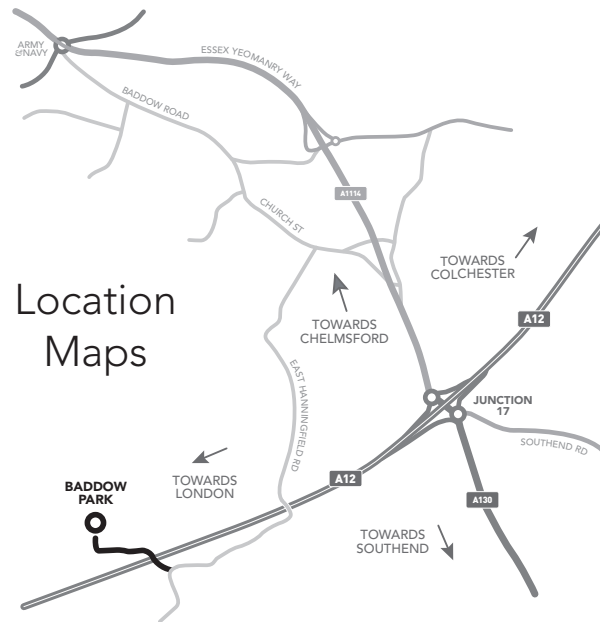 ARMY
&NAVY
ESSEX YEOMANRY WAY
BADDOW ROAD
A1114
CHURCH ST
TOWARDS
COLCHESTER
Location
Maps
TOWARDS
CHELMSFORD
A12
EAST HANNINGFIELD RD
JUNCTION
17
SOUTHEND RD
TOWARDS
LONDON
A12
BADDOW
PARK
A130
TOWARDS
SOUTHEND